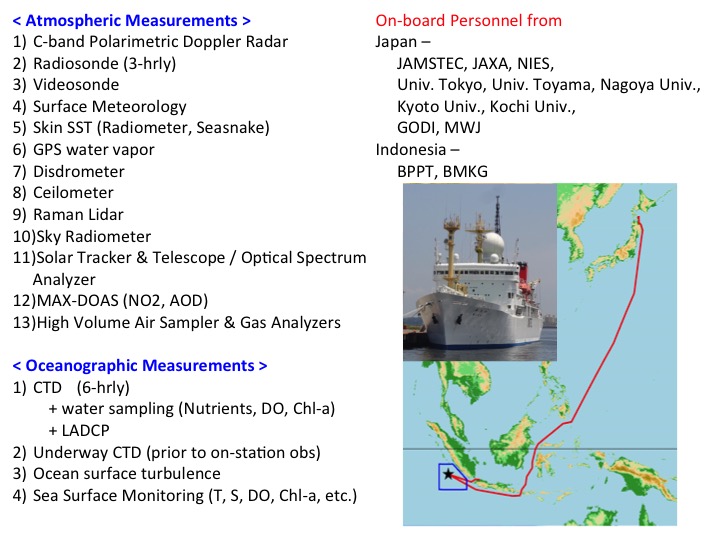 < Atmospheric Measurements >
1) C-band Polarimetric Doppler Radar
2) Radiosonde (3-hrly)
3) Videosonde
4) Surface Meteorology
5) Skin SST (Radiometer, Seasnake)
6) GPS water vapor
7) Disdrometer
8) Ceilometer
9) Raman Lidar
10)Sky Radiometer
11)Solar Tracker & Telescope / Optical Spectrum
Analyzer
12)MAX-DOAS (NO2, AOD)
13)High Volume Air Sampler & Gas Analyzers
< Oceanographic Measurements >
1) CTD (6-hrly)
+ water sampling (Nutrients, DO, Chl-a)
+ LADCP
2) Underway CTD (prior to on-station obs)
3) Ocean surface turbulence
4) Sea Surface Monitoring (T, S, DO, Chl-a, etc.)
On-board Personnel from
Japan –
JAMSTEC, JAXA, NIES,
Univ. Tokyo, Univ. Toyama, Nagoya Univ.,
Kyoto Univ., Kochi Univ.,
GODI, MWJ
Indonesia –
BPPT, BMKG